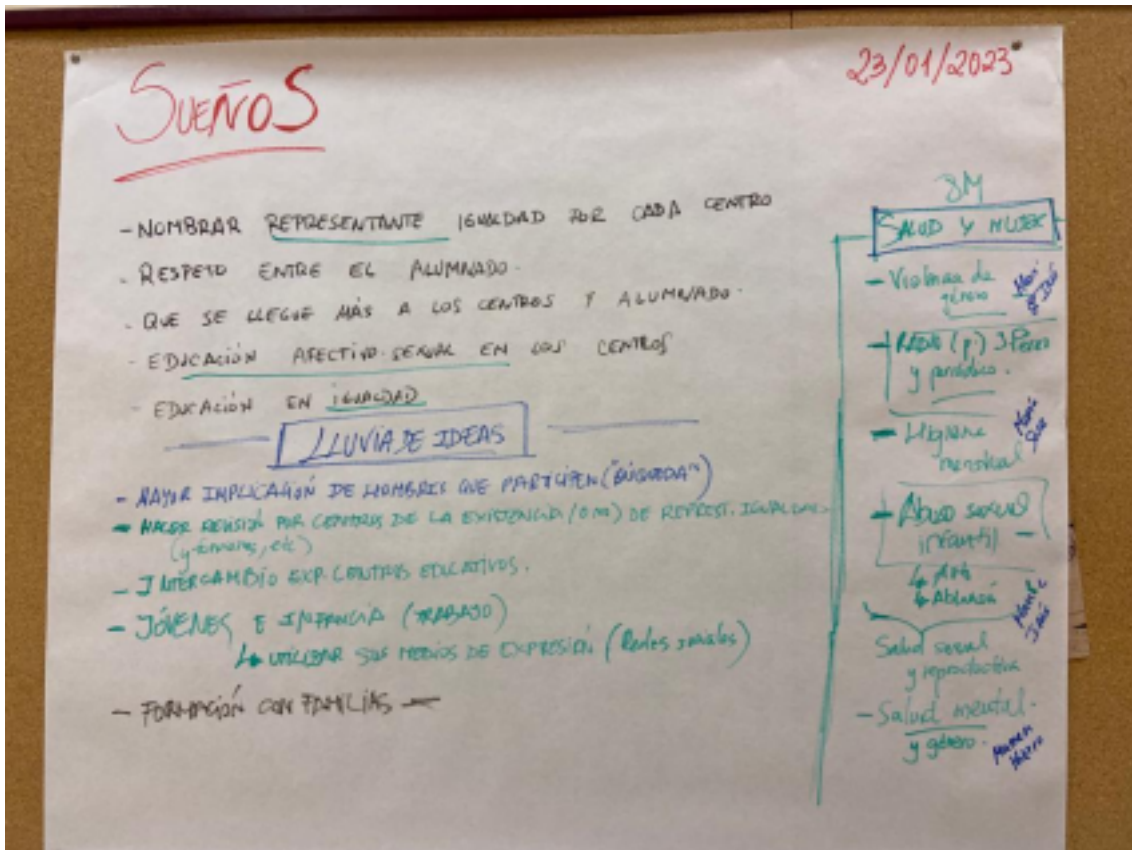 SUEÑOS
23/01/2023
- NOMBRAR REPRESENTANTE IGUALDAD POR CADA CENTRO
- RESPETO ENTRE EL ALUMNADO.
- QUE SE LLEGUE MÁS A LOS CENTROS Y ALUMNADO.
- EDUCACIÓN AFECTIVO-SEXUAL EN LOS CENTROS
- EDUCACIÓN EN IGUALDAD
LLUVIA DE IDEAS
- MAYOR IMPLICACIÓN DE HOMBRES QUE PARTICIPEN ("BÚSQUEDA")
- HACER REVISIÓN POR CENTROS DE LA EXISTENCIA (O NO) DE REPREST. IGUALDAD.
- INTERCAMBIO EXP. CENTROS EDUCATIVOS.
- JÓVENES E INFANCIA (TRABAJO)
↳ UTILIZAR SUS MEDIOS DE EXPRESIÓN (Redes sociales)
- FORMACIÓN CON FAMILIAS -
8M
SALUD Y MUJER
- Violencia de
género
- RADIO (p.)
y periódico.
- Higiene
menstrual
- Abuso sexual
infantil -
↳ Ablación
Salud sexual
y reproductiva
- Salud mental.
y género.